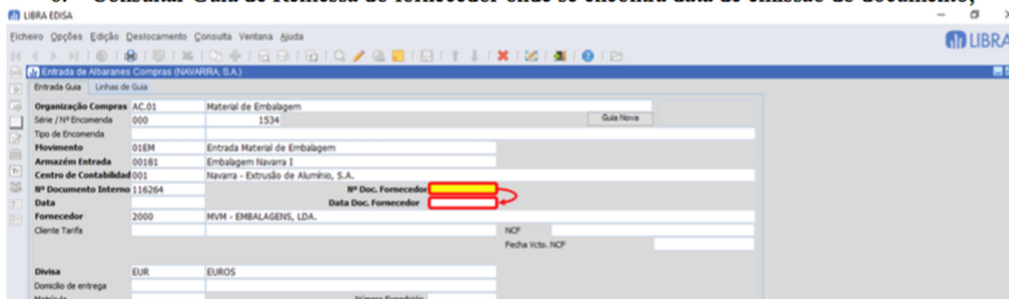 6. Consultar Guia de Remessa do fornecedor onde se encontra data de emissão do documento;
LIBRA EDISA
Ficheiro Opções Edição Deslocamento Consulta Ventana Ajuda
LIBRA
Entrada de Albaranes Compras (NAVARRA, S.A.)
Entrada Guia Linhas de Guia
Organização Compras AC.01 Material de Embalagem
Série / Nº Encomenda 000 1534 Guia Nova
Tipo de Encomenda
Movimento 01EM Entrada Material de Embalagem
Armazém Entrada 00181 Embalagem Navarra I
Centro de Contabilidad 001 Navarra - Extrusão de Alumínio, S.A.
Nº Documento Interno 116264 Nº Doc. Fornecedor
Data Data Doc. Fornecedor
Fornecedor 2000 MVM - EMBALAGENS, LDA.
Cliente Tarifa NCF
Fecha Vcto. NCF
Divisa EUR EUROS
Domicílio de entrega
Matrícula Número Expedición